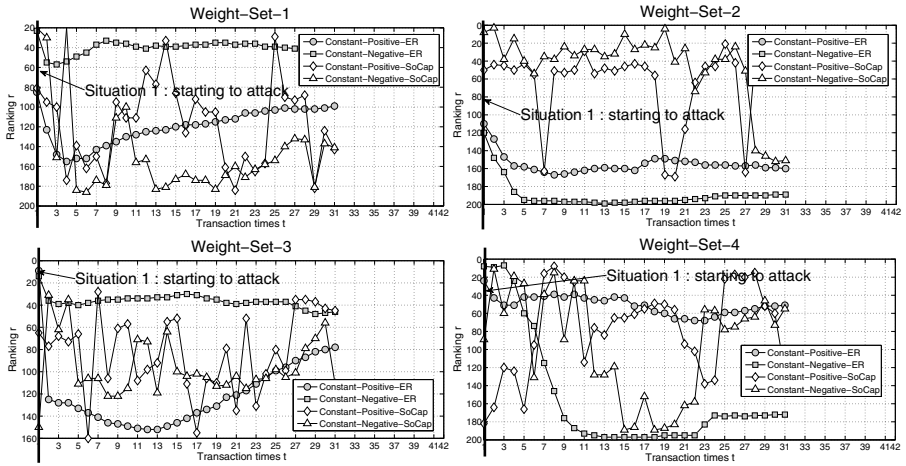 Weight-Set-1
20
40
60
80
100
120
140
160
180
200
Ranking r
3 5 7 9 11 13 15 17 19 21 23 25 27 29 31 33 35 37 39 4142
Transaction times t
Constant-Positive-ER
Constant-Negative-ER
Constant-Positive-SoCap
Constant-Negative-SoCap
Situation 1 : starting to attack
Weight-Set-2
0
20
40
60
80
100
120
140
160
180
200
Ranking r
3 5 7 9 11 13 15 17 19 21 23 25 27 29 31 33 35 37 39 4142
Transaction times t
Constant-Positive-ER
Constant-Negative-ER
Constant-Positive-SoCap
Constant-Negative-SoCap
Situation 1 : starting to attack
Weight-Set-3
0
20
40
60
80
100
120
140
160
Ranking r
3 5 7 9 11 13 15 17 19 21 23 25 27 29 31 33 35 37 39 4142
Transaction times t
Situation 1 : starting to attack
Constant-Positive-ER
Constant-Negative-ER
Constant-Positive-SoCap
Constant-Negative-SoCap
Weight-Set-4
0
20
40
60
80
100
120
140
160
180
200
Ranking r
3 5 7 9 11 13 15 17 19 21 23 25 27 29 31 33 35 37 39 4142
Transaction times t
Situation 1 : starting to attack
Constant-Positive-ER
Constant-Negative-ER
Constant-Positive-SoCap
Constant-Negative-SoCap